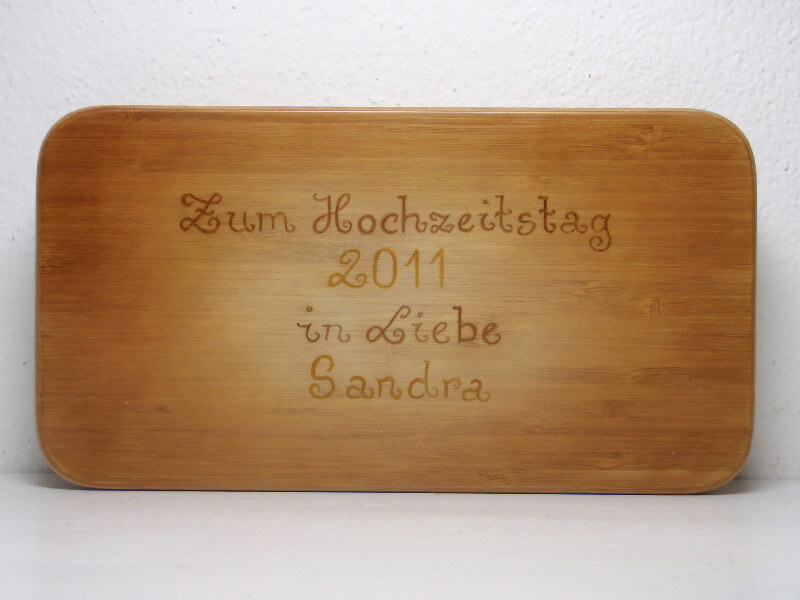 Zum Hochzeitstag
2011
in Liebe
Sandra